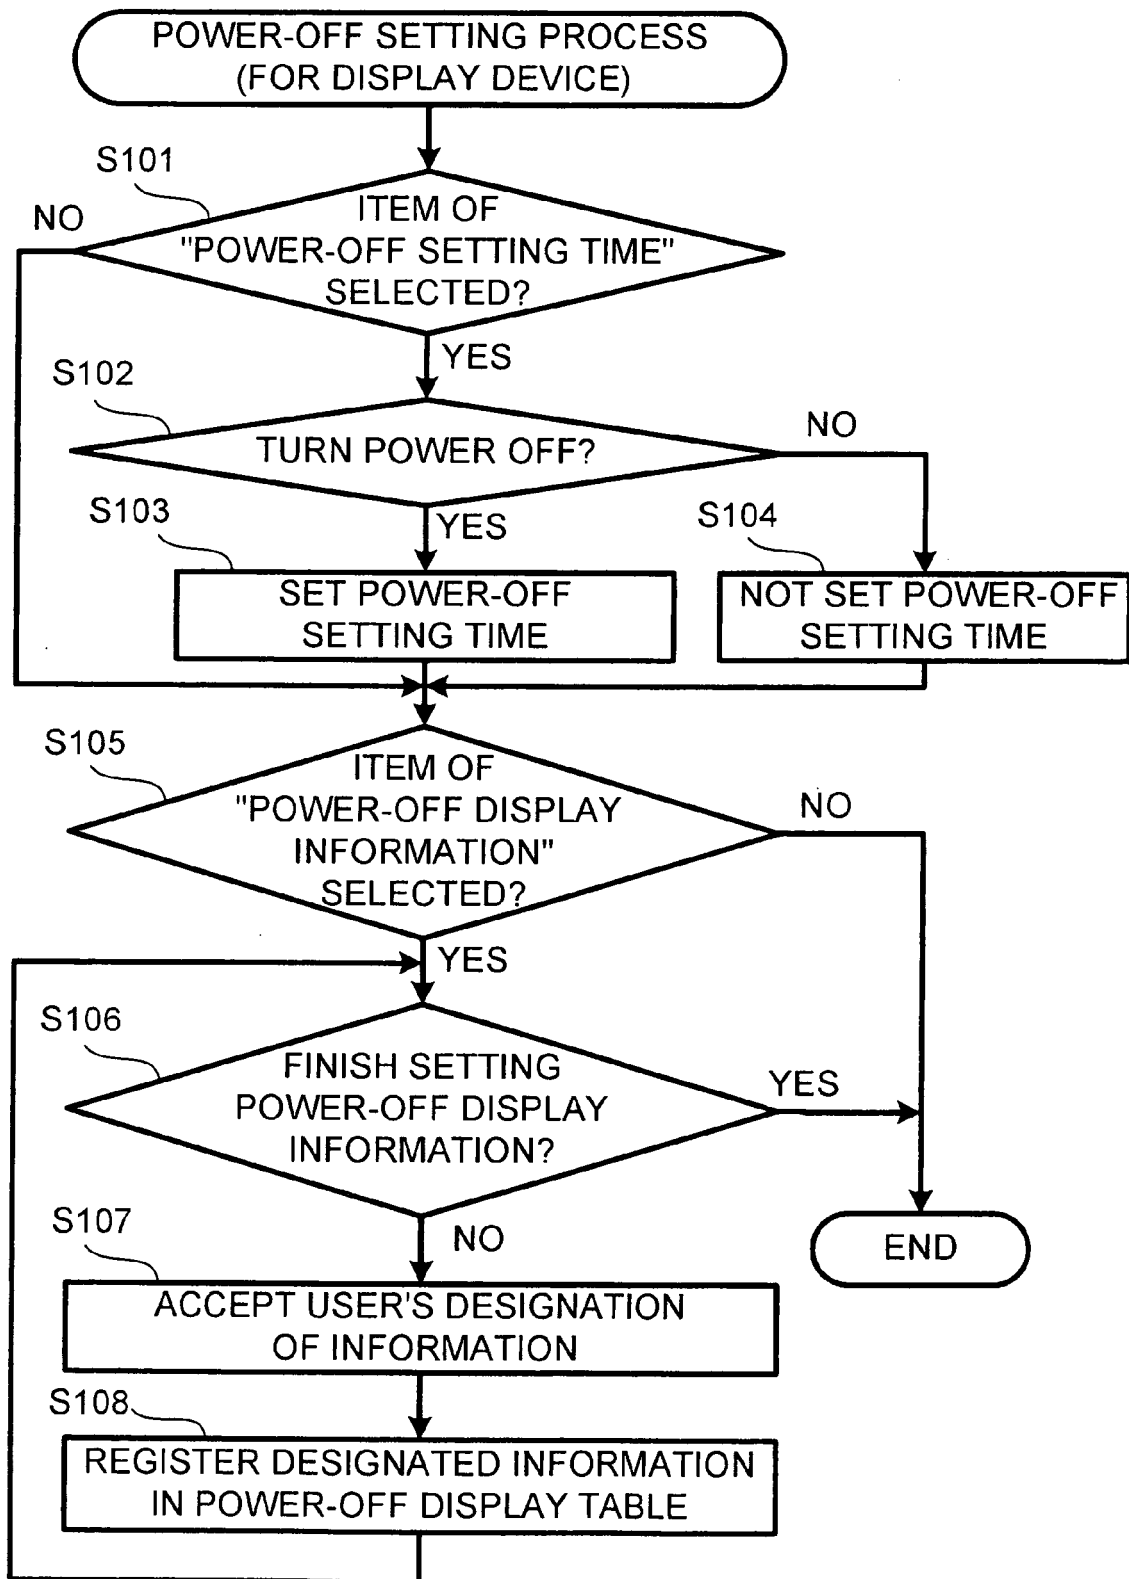 POWER-OFF SETTING PROCESS
(FOR DISPLAY DEVICE)
S101
NO
ITEM OF
"POWER-OFF SETTING TIME"
SELECTED?
YES
S102
NO
TURN POWER OFF?
S103
YES
S104
SET POWER-OFF
SETTING TIME
NOT SET POWER-OFF
SETTING TIME
S105
ITEM OF
"POWER-OFF DISPLAY
INFORMATION"
SELECTED?
NO
YES
S106
FINISH SETTING
POWER-OFF DISPLAY
INFORMATION?
YES
S107
NO
END
ACCEPT USER'S DESIGNATION
OF INFORMATION
S108
REGISTER DESIGNATED INFORMATION
IN POWER-OFF DISPLAY TABLE